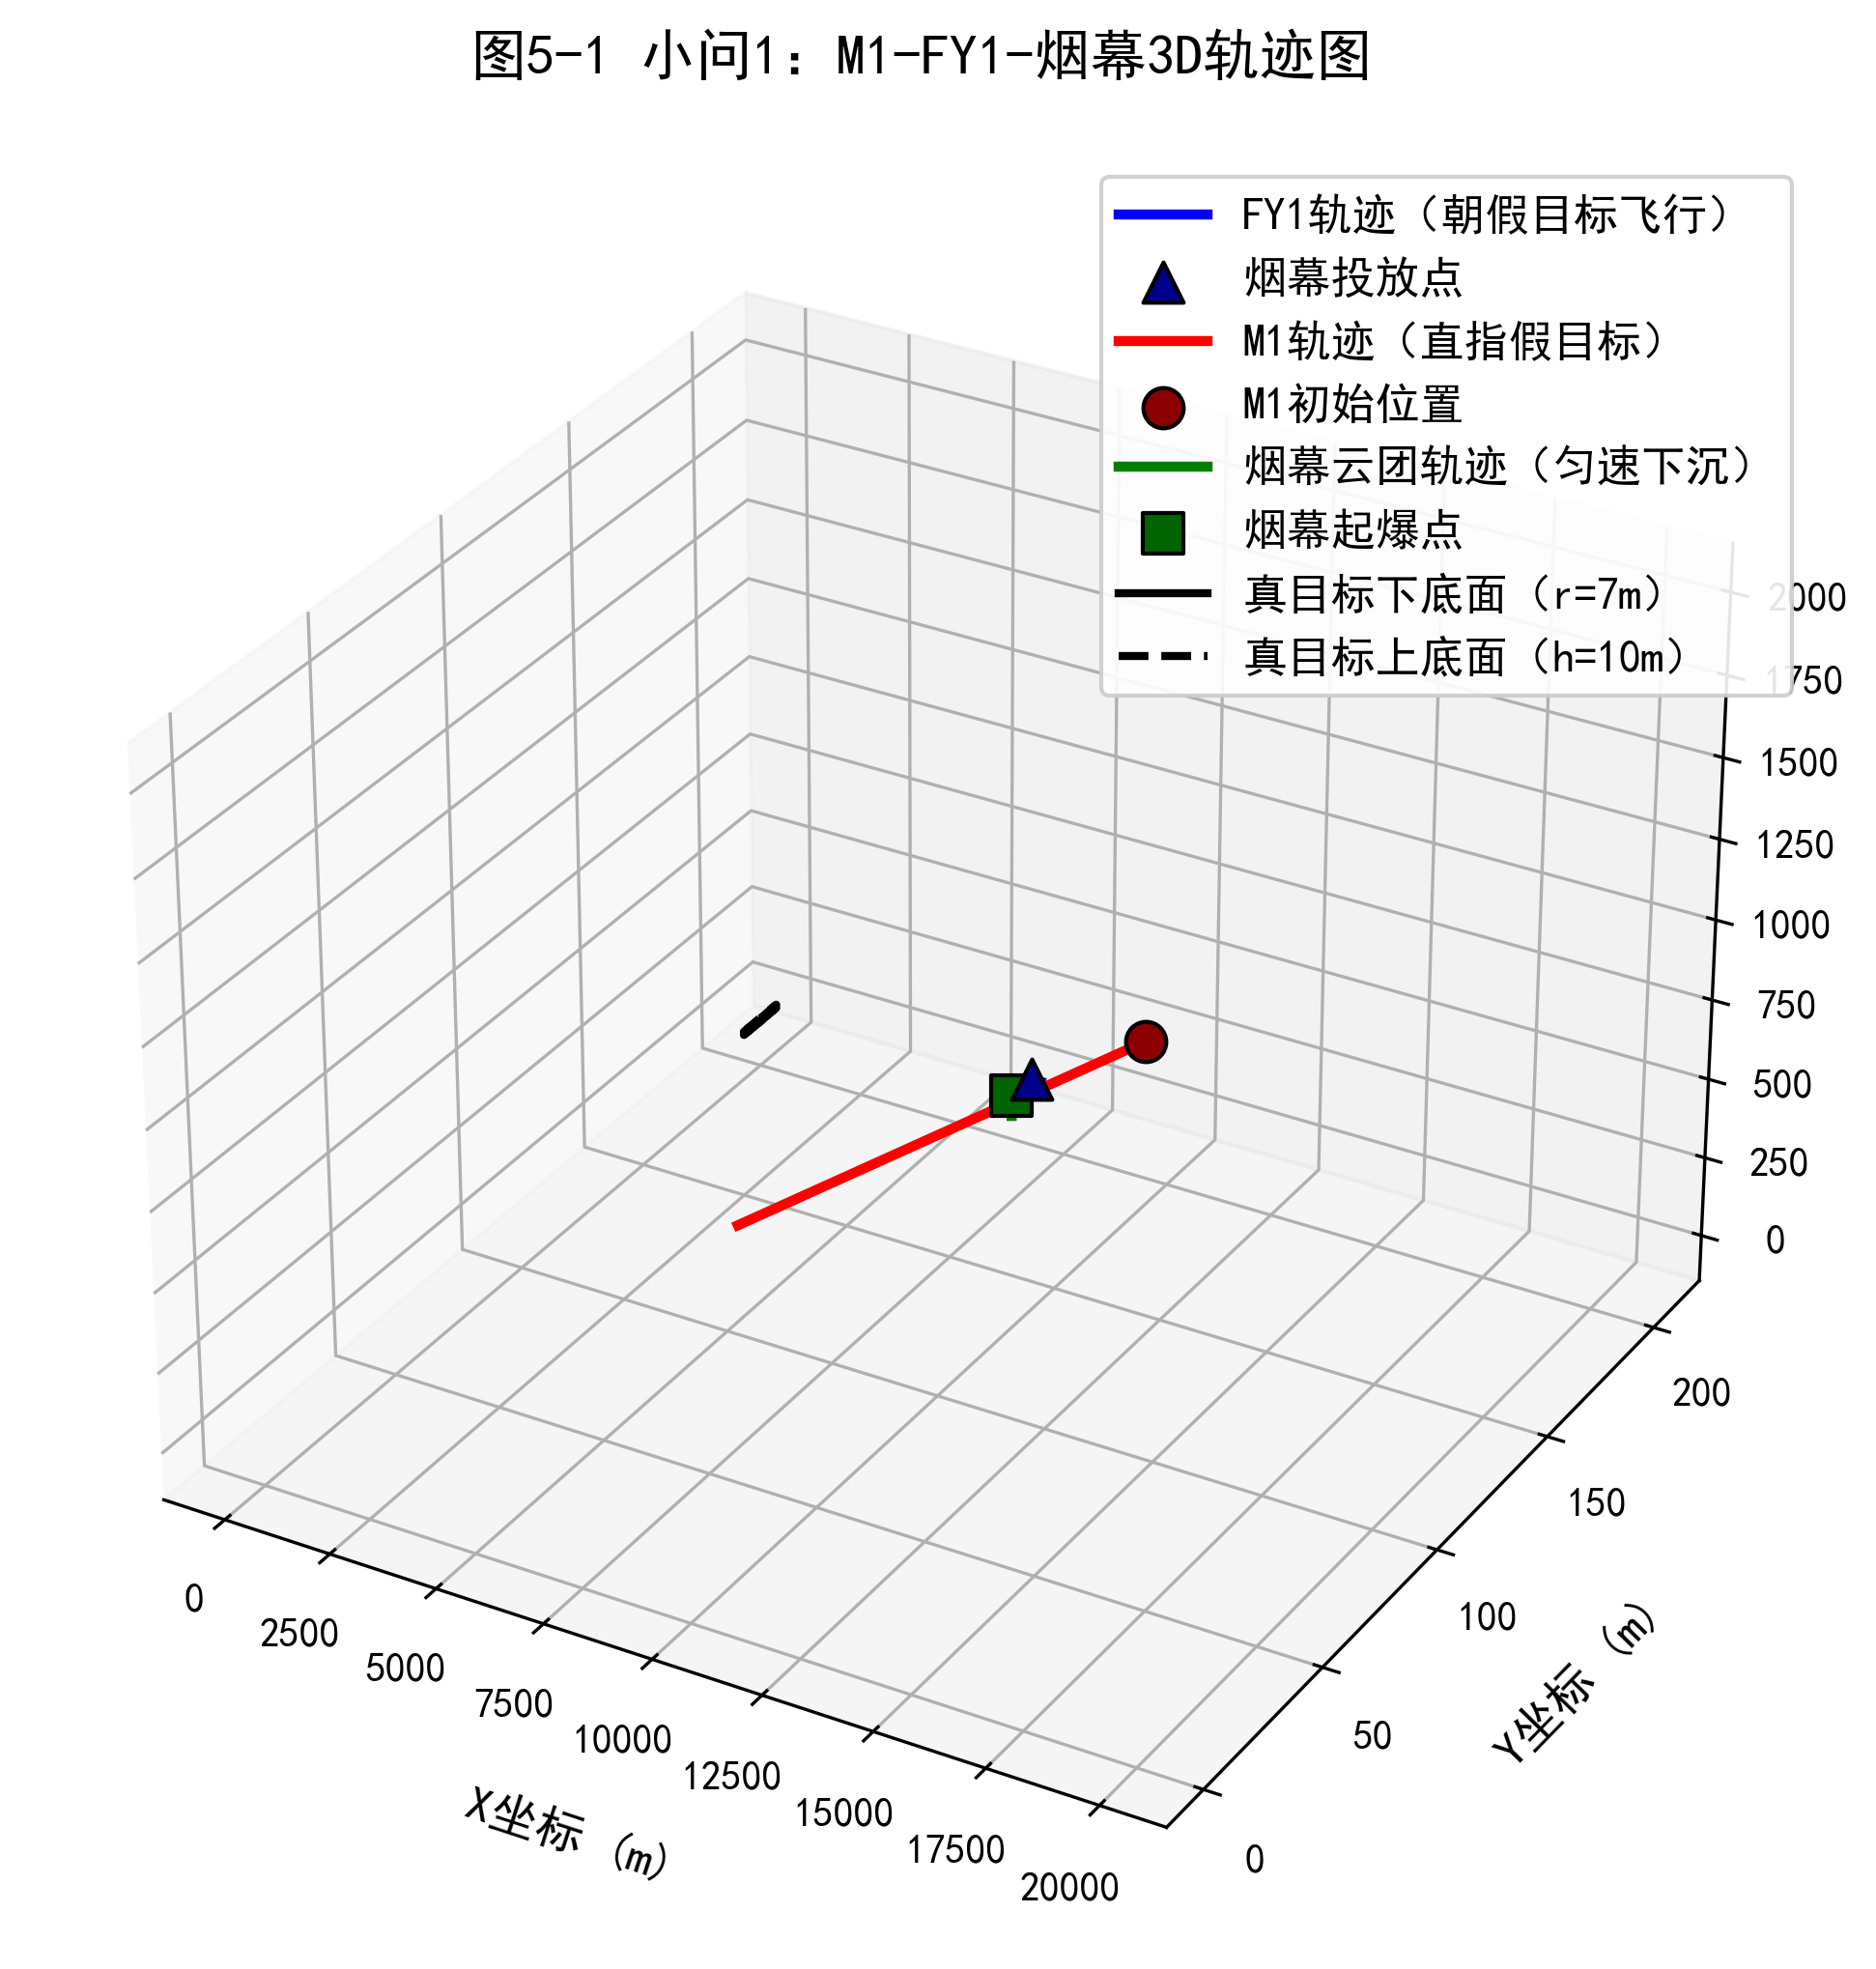 图5-1 小问1：M1-FY1-烟幕3D轨迹图
FY1轨迹（朝假目标飞行）
烟幕投放点
M1轨迹（直指假目标）
M1初始位置
烟幕云团轨迹（匀速下沉）
烟幕起爆点
真目标下底面（r=7m）
真目标上底面（h=10m）
2000
1750
1500
1250
1000
750
500
250
0
200
150
100
50
0
Y坐标 (m)
0
2500
5000
7500
10000
12500
15000
17500
20000
X坐标 (m)